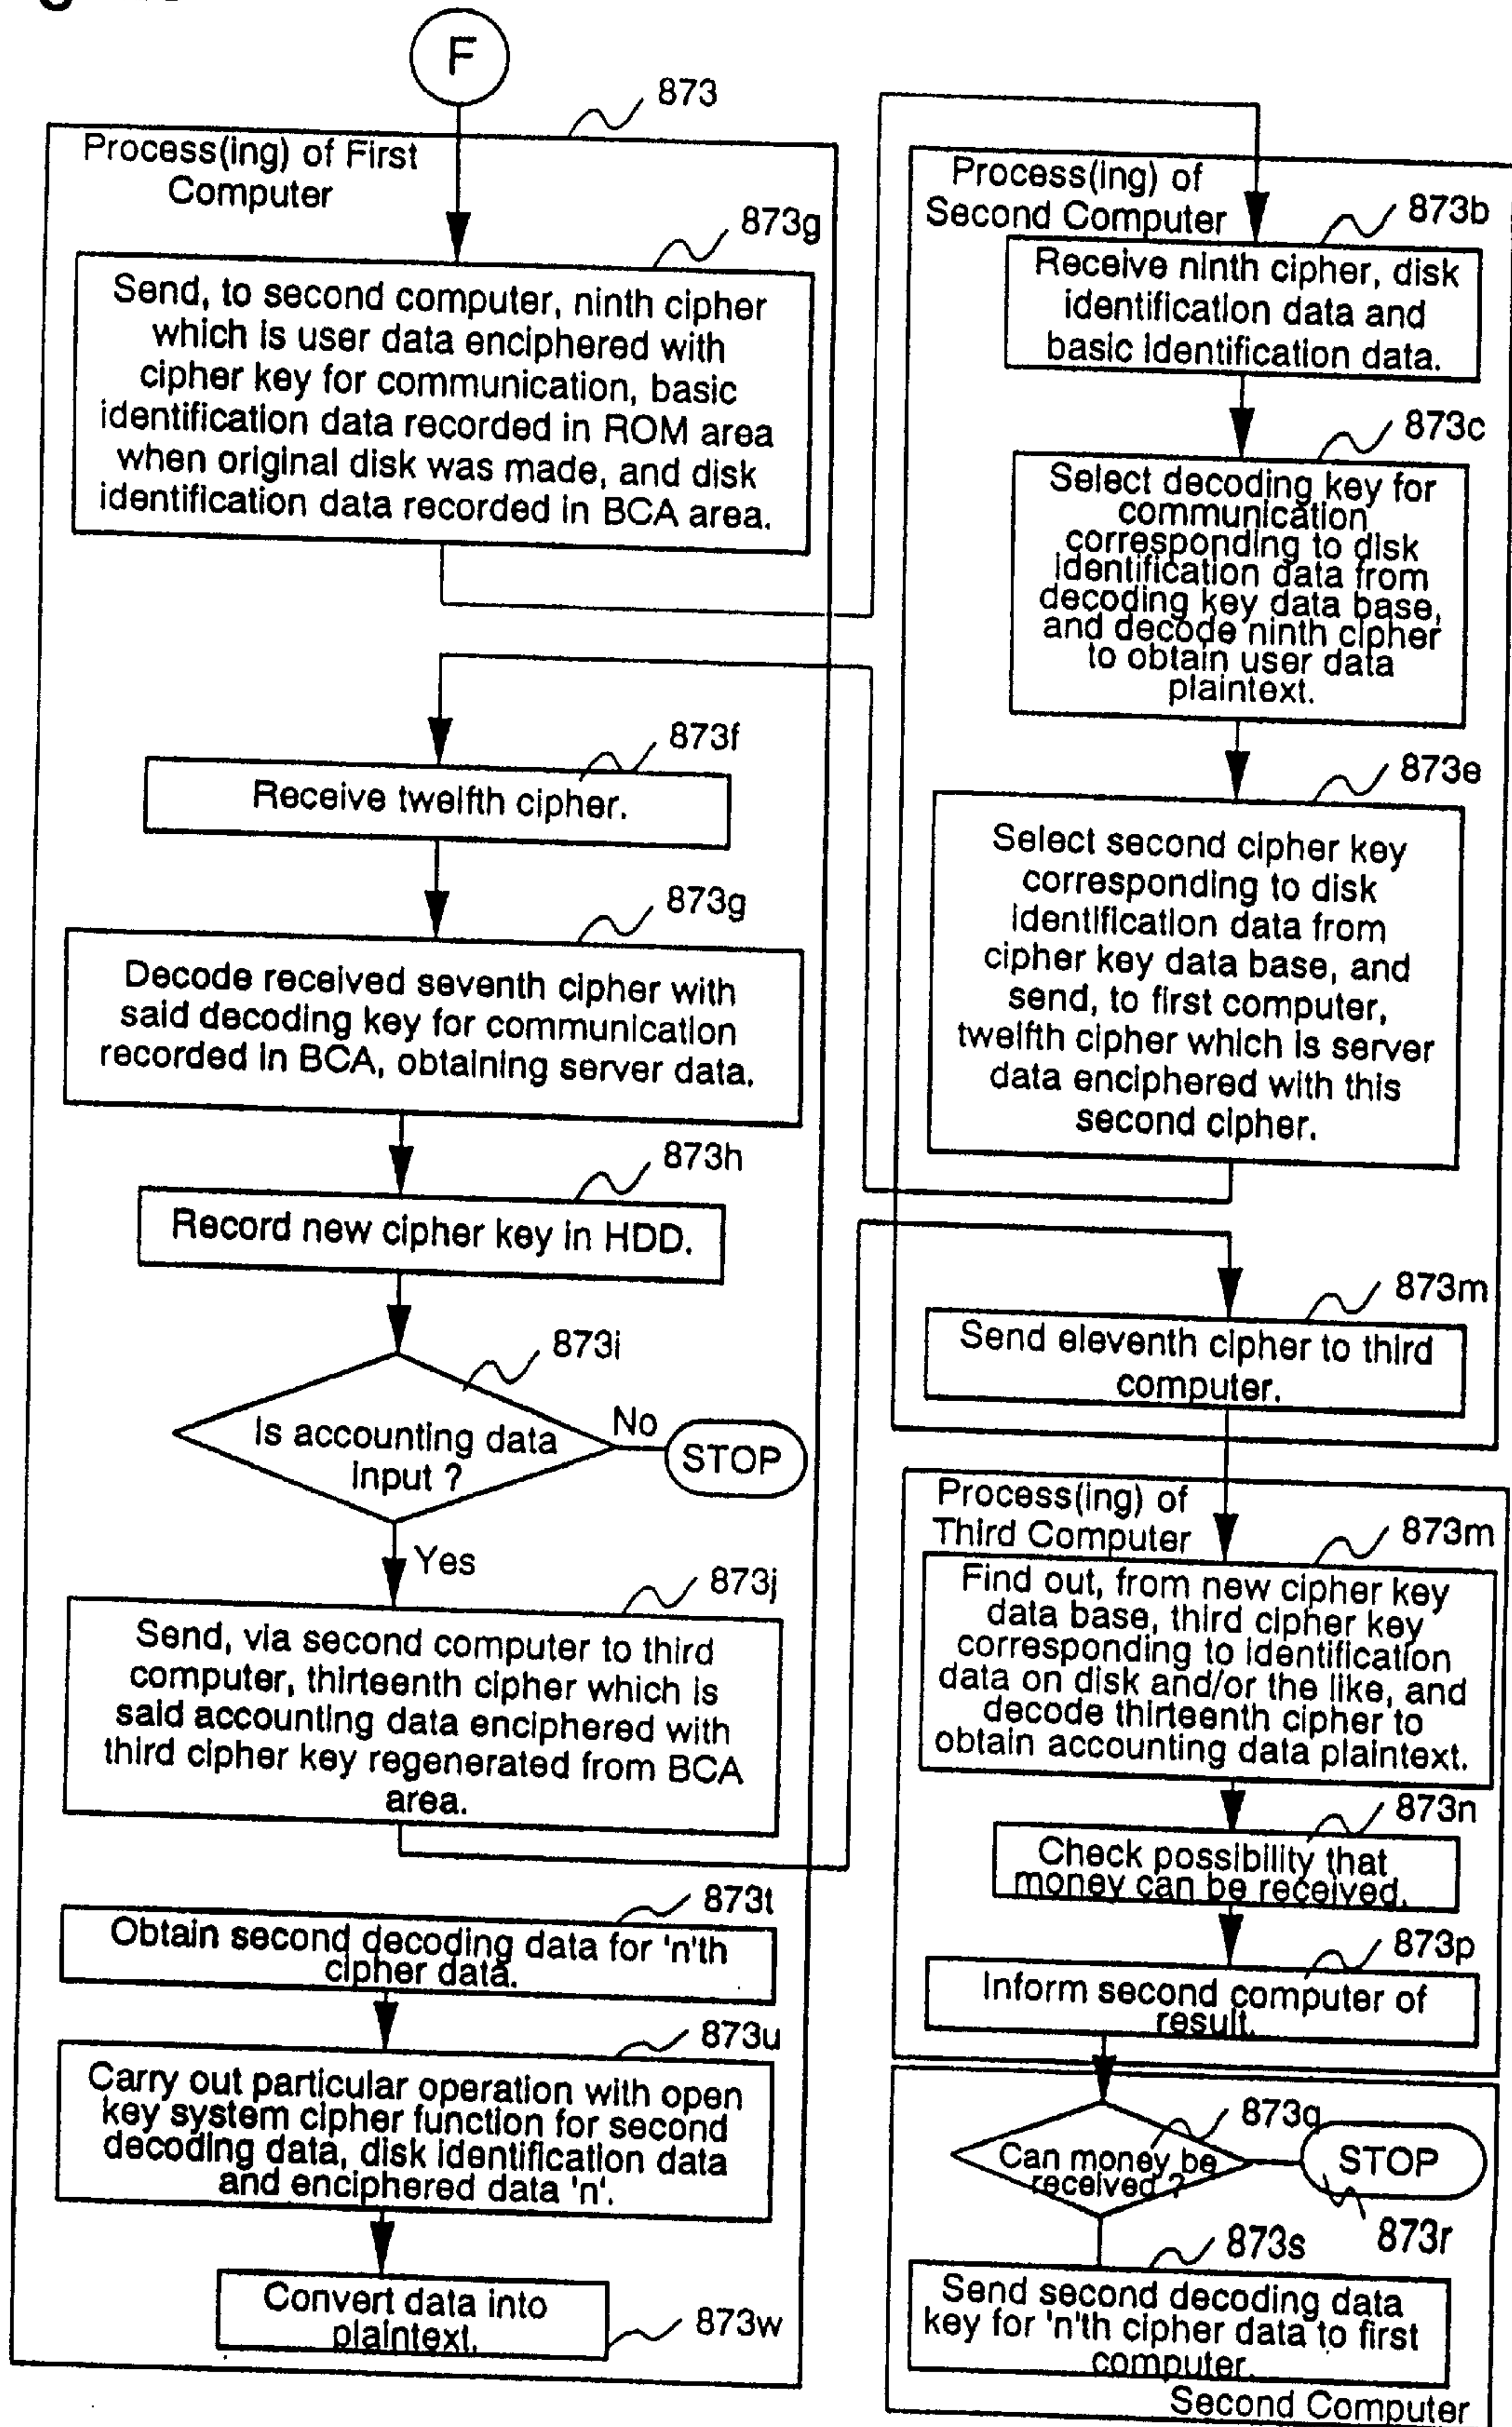 F
873
Process(ing) of First
Computer
873g
Send, to second computer, ninth cipher
which is user data enciphered with
cipher key for communication, basic
identification data recorded in ROM area
when original disk was made, and disk
identification data recorded in BCA area.
873f
Receive twelfth cipher.
873g
Decode received seventh cipher with
said decoding key for communication
recorded in BCA, obtaining server data.
873h
Record new cipher key in HDD.
873i
Is accounting data
input ?
No
STOP
Yes
873j
Send, via second computer to third
computer, thirteenth cipher which is
said accounting data enciphered with
third cipher key regenerated from BCA
area.
873t
Obtain second decoding data for 'n'th
cipher data.
873u
Carry out particular operation with open
key system cipher function for second
decoding data, disk identification data
and enciphered data 'n'.
Convert data into
plaintext.
873w
Process(ing) of
Second Computer
873b
Receive ninth cipher, disk
identification data and
basic identification data.
873c
Select decoding key for
communication
corresponding to disk
identification data from
decoding key data base,
and decode ninth cipher
to obtain user data
plaintext.
873e
Select second cipher key
corresponding to disk
identification data from
cipher key data base, and
send, to first computer,
twelfth cipher which is server
data enciphered with this
second cipher.
873m
Send eleventh cipher to third
computer.
Process(ing) of
Third Computer
873m
Find out, from new cipher key
data base, third cipher key
corresponding to identification
data on disk and/or the like, and
decode thirteenth cipher to
obtain accounting data plaintext.
873n
Check possibility that
money can be received.
873p
Inform second computer of
result.
873q
Can money be
received ?
STOP
873r
873s
Send second decoding data
key for 'n'th cipher data to first
computer.
Second Computer